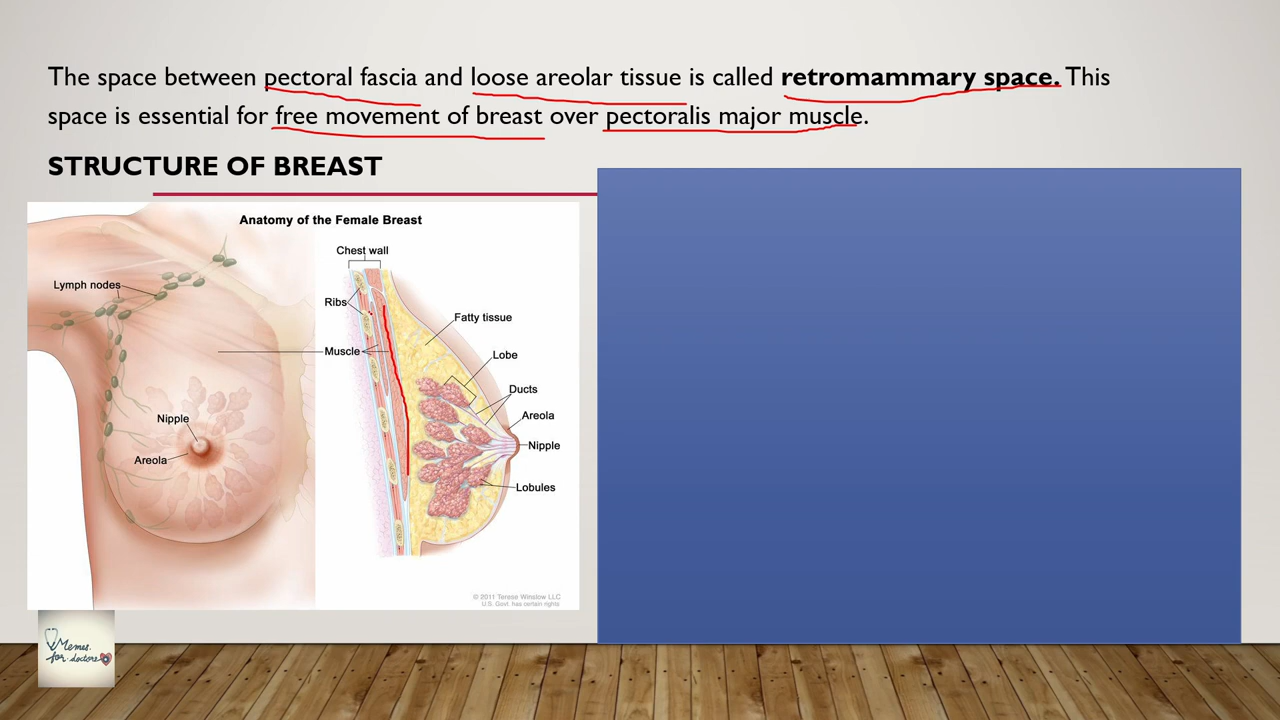 The space between pectoral fascia and loose areolar tissue is called retromammary space. This
space is essential for free movement of breast over pectoralis major muscle.
STRUCTURE OF BREAST
Anatomy of the Female Breast
Chest wall
Lymph nodes
Ribs
Fatty tissue
Muscle
Lobe
Ducts
Nipple
Areola
Areola
Nipple
Lobules
© 2011 Terese Winslow LLC
U.S. Govt. has certain rights
Memes
for doctors